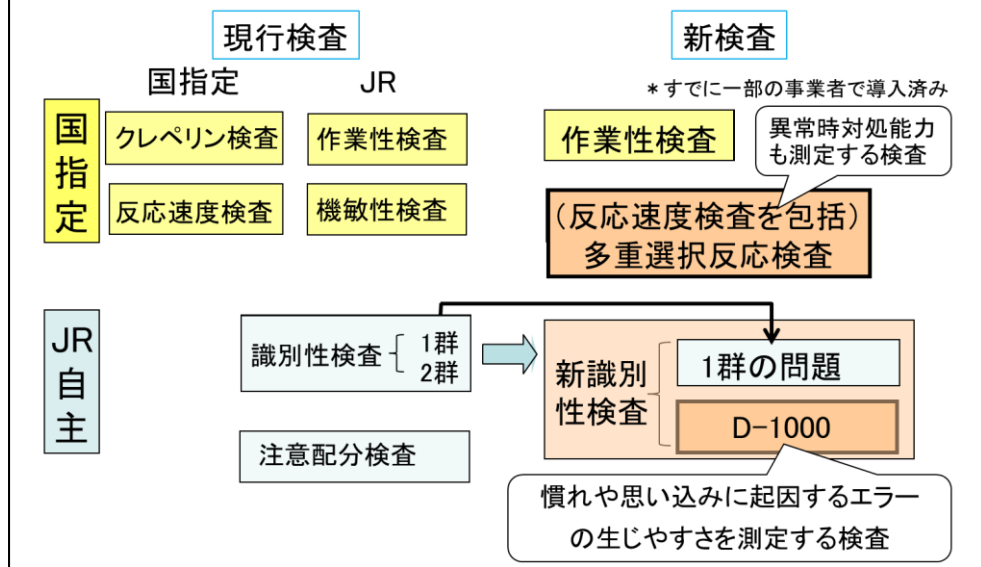 現行検査
新検査
国指定
JR
*すでに一部の事業者で導入済み
国指定
クレペリン検査
作業性検査
作業性検査
異常時対処能力
も測定する検査
反応速度検査
機敏性検査
(反応速度検査を包括)
多重選択反応検査
JR自主
識別性検査
1群
2群
新識別
性検査
1群の問題
D-1000
注意配分検査
慣れや思い込みに起因するエラー
の生じやすさを測定する検査